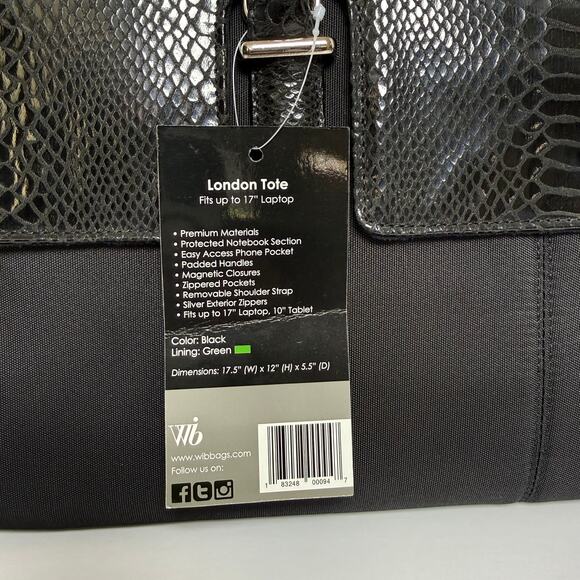 London Tote
Fits up to 17" Laptop
• Premium Materials
• Protected Notebook Section
• Easy Access Phone Pocket
• Padded Handles
• Magnetic Closures
• Zippered Pockets
• Removable Shoulder Strap
• Silver Exterior Zippers
• Fits up to 17" Laptop, 10" Tablet
Color: Black
Lining: Green
Dimensions: 17.5" (W) x 12" (H) x 5.5" (D)
Wib
www.wibbags.com
Follow us on:
1 83248 00094 7